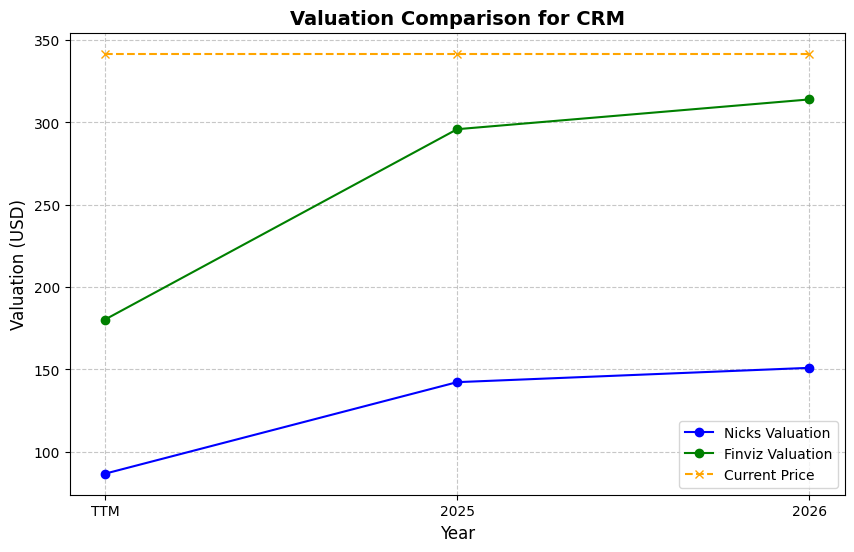 Valuation Comparison for CRM
Valuation (USD)
350
300
250
200
150
100
TTM
2025
2026
Year
Nicks Valuation
Finviz Valuation
Current Price